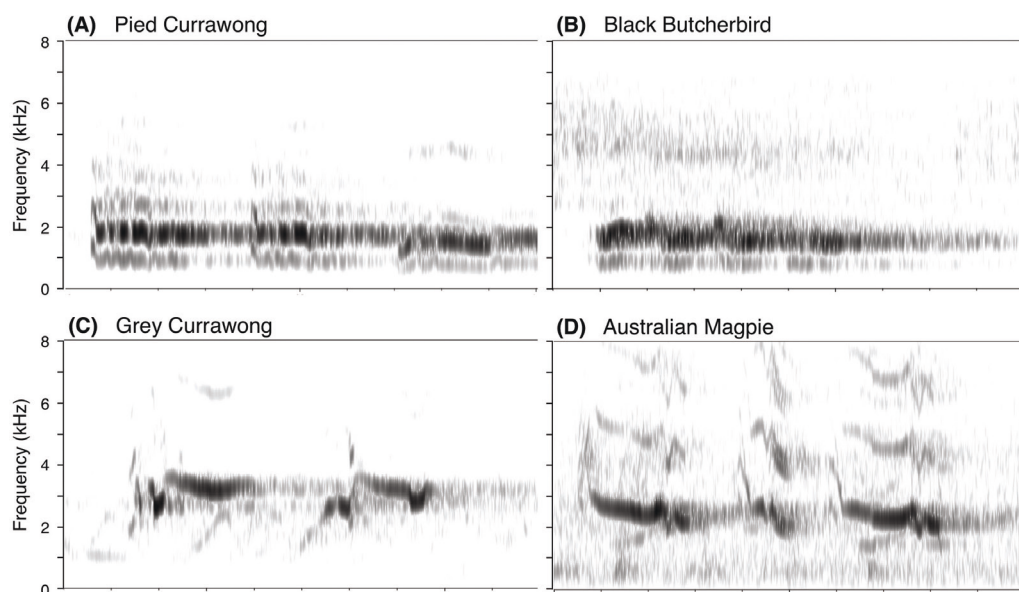 (A) Pied Currawong
(B) Black Butcherbird
8
6
4
2
0
Frequency (kHz)
(C) Grey Currawong
(D) Australian Magpie
8
6
4
2
0
Frequency (kHz)